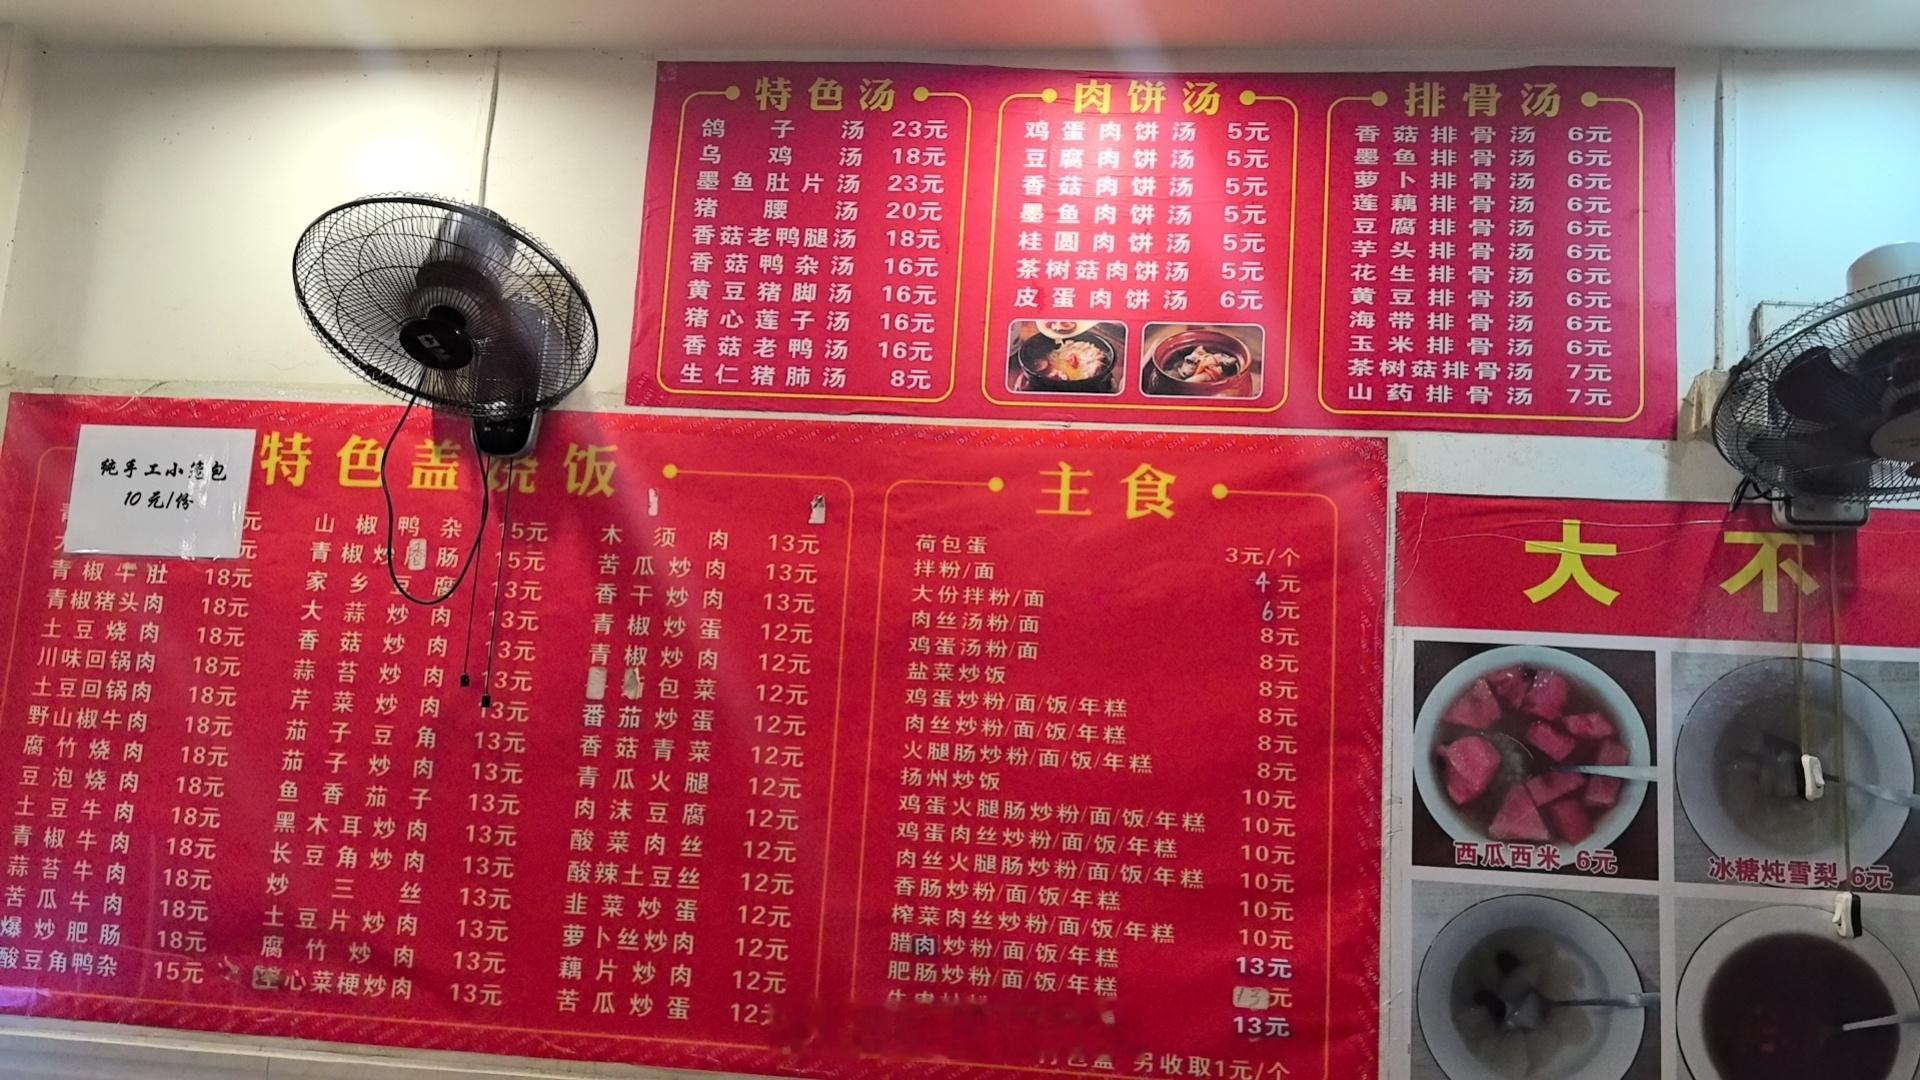 特色汤
鸽子汤 23元
乌鸡汤 18元
墨鱼肚片汤 23元
猪腰汤 20元
香菇老鸭腿汤 18元
香菇鸭杂汤 16元
黄豆猪脚汤 16元
猪心莲子汤 16元
香菇老鸭汤 16元
生仁猪肺汤 8元
肉饼汤
鸡蛋肉饼汤 5元
豆腐肉饼汤 5元
香菇肉饼汤 5元
墨鱼肉饼汤 5元
桂圆肉饼汤 5元
茶树菇肉饼汤 5元
皮蛋肉饼汤 6元
排骨汤
香菇排骨汤 6元
墨鱼排骨汤 6元
萝卜排骨汤 6元
莲藕排骨汤 6元
豆腐排骨汤 6元
芋头排骨汤 6元
花生排骨汤 6元
黄豆排骨汤 6元
海带排骨汤 6元
玉米排骨汤 6元
茶树菇排骨汤 7元
山药排骨汤 7元
纯手工小笼包
10元/份
特色盖浇饭
元
青椒牛肚 18元
青椒猪头肉 18元
土豆烧肉 18元
川味回锅肉 18元
土豆回锅肉 18元
野山椒牛肉 18元
腐竹烧肉 18元
豆泡烧肉 18元
土豆牛肉 18元
青椒牛肉 18元
蒜苔牛肉 18元
苦瓜牛肉 18元
爆炒肥肠 18元
酸豆角鸭杂 15元
山椒鸭杂 15元
青椒炒 肠 15元
家乡豆腐 13元
大蒜炒肉 13元
香菇炒肉 13元
蒜苔炒肉 13元
芹菜炒肉 13元
茄子豆角 13元
茄子炒肉 13元
鱼香茄子 13元
黑木耳炒肉 13元
长豆角炒肉 13元
炒三丝 13元
土豆片炒肉 13元
腐竹炒肉 13元
心菜梗炒肉 13元
木须肉 13元
苦瓜炒肉 13元
香干炒肉 13元
青椒炒蛋 12元
青椒炒肉 12元
包菜 12元
番茄炒蛋 12元
香菇青菜 12元
青瓜火腿 12元
肉沫豆腐 12元
酸菜肉丝 12元
酸辣土豆丝 12元
韭菜炒蛋 12元
萝卜丝炒肉 12元
藕片炒肉 12元
苦瓜炒蛋 12元
主食
荷包蛋 3元/个
拌粉/面 4元
大份拌粉/面 6元
肉丝汤粉/面 8元
鸡蛋汤粉/面 8元
盐菜炒饭 8元
鸡蛋炒粉/面/饭/年糕 8元
肉丝炒粉/面/饭/年糕 8元
火腿肠炒粉/面/饭/年糕 8元
扬州炒饭 10元
鸡蛋火腿肠炒粉/面/饭/年糕 10元
鸡蛋肉丝炒粉/面/饭/年糕 10元
肉丝火腿肠炒粉/面/饭/年糕 10元
香肠炒粉/面/饭/年糕 10元
榨菜肉丝炒粉/面/饭/年糕 10元
腊肉炒粉/面/饭/年糕 13元
肥肠炒粉/面/饭/年糕 13元
13元
打包盒 另收取1元/个
大不
西瓜西米 6元
冰糖炖雪梨 6元